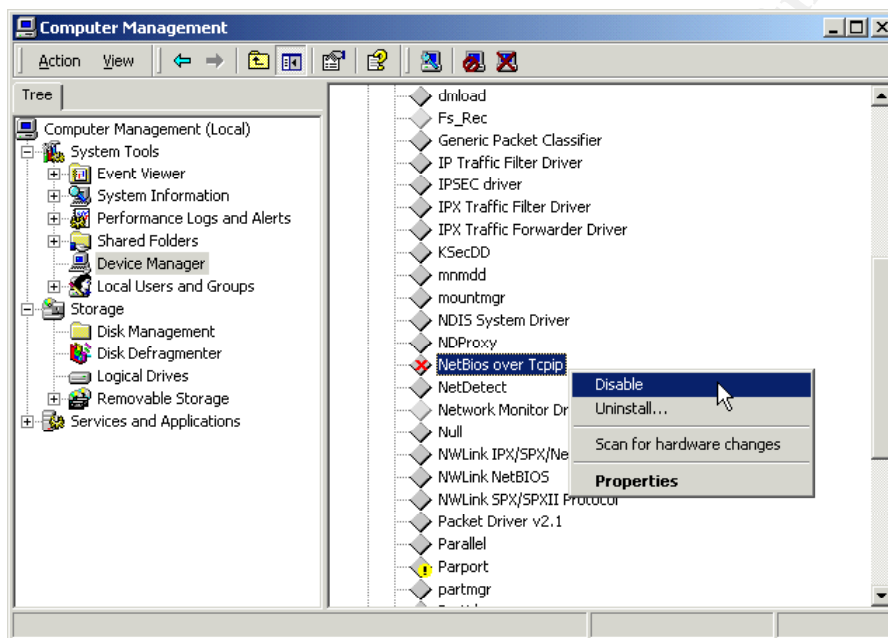 Computer Management
Action View
Tree
Computer Management (Local)
System Tools
Event Viewer
System Information
Performance Logs and Alerts
Shared Folders
Device Manager
Local Users and Groups
Storage
Disk Management
Disk Defragmenter
Logical Drives
Removable Storage
Services and Applications
dmload
Fs_Rec
Generic Packet Classifier
IP Traffic Filter Driver
IPSEC driver
IPX Traffic Filter Driver
IPX Traffic Forwarder Driver
KSecDD
mnmdd
mountmgr
NDIS System Driver
NDProxy
NetBios over Tcpip
NetDetect
Network Monitor Dr
Null
NWLink IPX/SPX/Ne
NWLink NetBIOS
NWLink SPX/SPXII Protocol
Packet Driver v2.1
Parallel
Parport
partmgr
Disable
Uninstall...
Scan for hardware changes
Properties